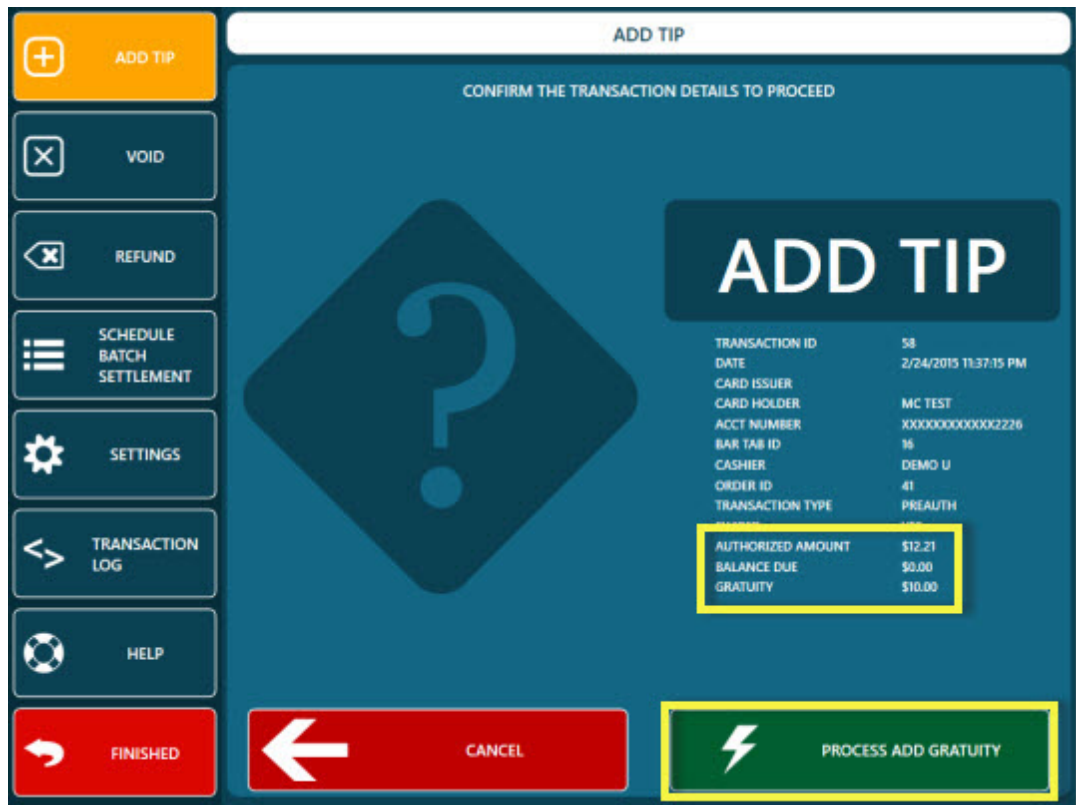 ADD TIP
VOID
REFUND
SCHEDULE
BATCH
SETTLEMENT
SETTINGS
TRANSACTION
LOG
HELP
FINISHED
ADD TIP
CONFIRM THE TRANSACTION DETAILS TO PROCEED
?
ADD TIP
TRANSACTION ID 58
DATE 2/24/2015 11:37:15 PM
CARD ISSUER
CARD HOLDER MC TEST
ACCT NUMBER XXXXXXXXXXXX2226
BAR TAB ID 16
CASHIER DEMO U
ORDER ID 41
TRANSACTION TYPE PREAUTH
AUTHORIZED AMOUNT $12.21
BALANCE DUE $0.00
GRATUITY $10.00
CANCEL
PROCESS ADD GRATUITY